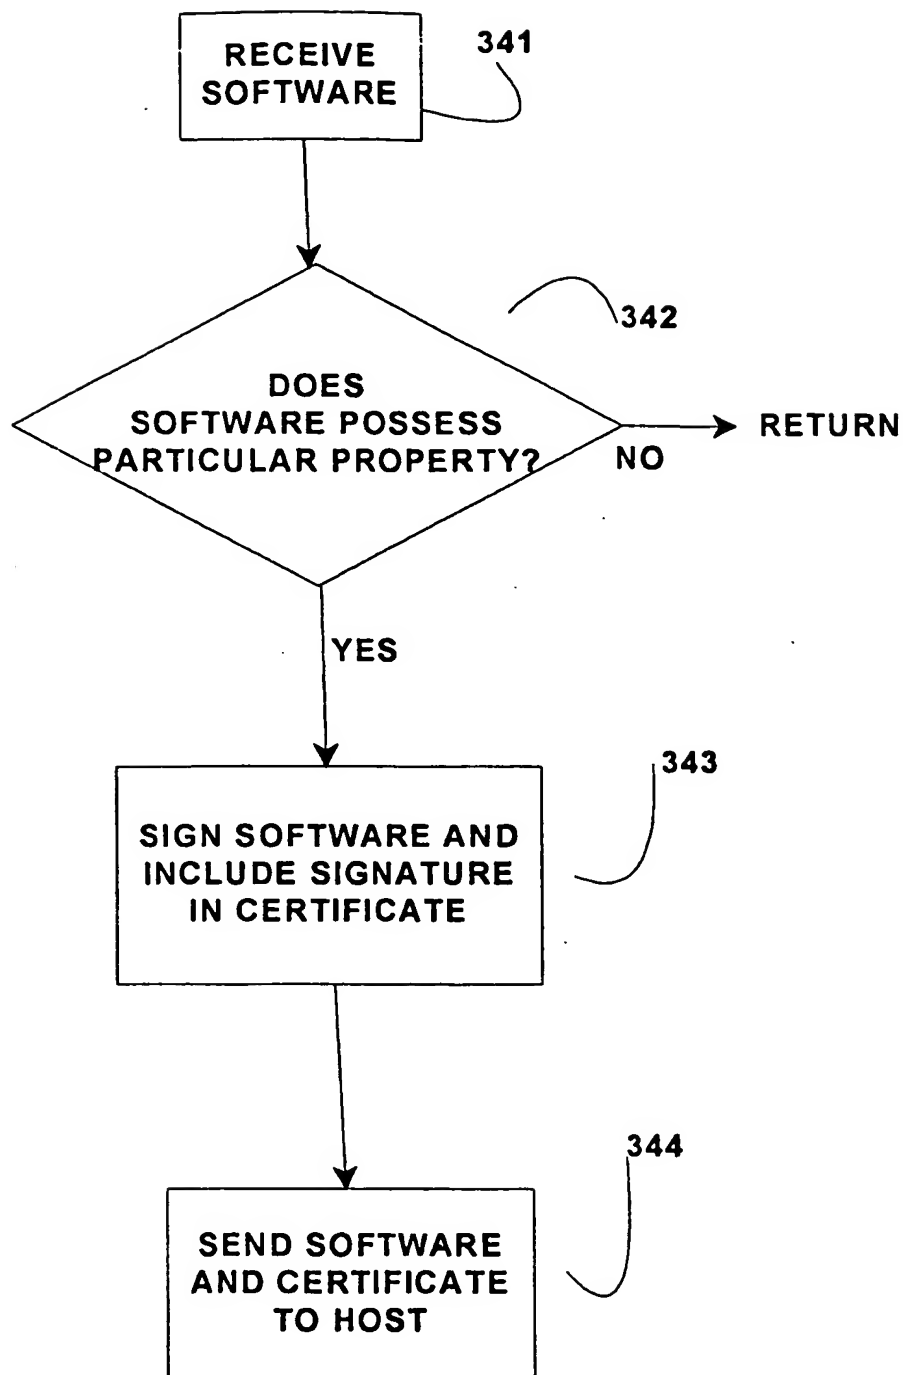 RECEIVE
SOFTWARE
341
342
DOES
SOFTWARE POSSESS
PARTICULAR PROPERTY?
NO
RETURN
YES
343
SIGN SOFTWARE AND
INCLUDE SIGNATURE
IN CERTIFICATE
344
SEND SOFTWARE
AND CERTIFICATE
TO HOST